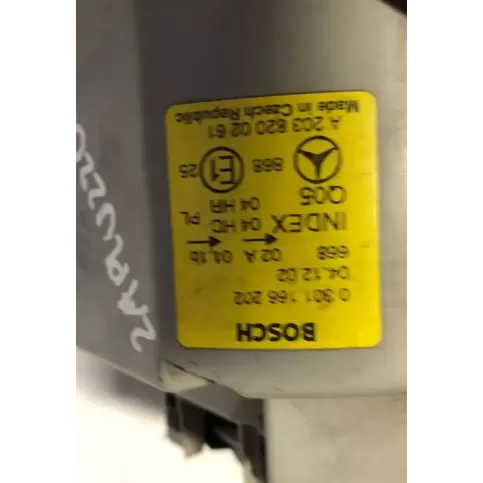 BOSCH
0 301 166 202
04.12.02
668 02 A 01.1b
INDEX 04 HC PL
Q05 04 HR
868 E1 25
A 203 820 02 61
Made in Czech Republic